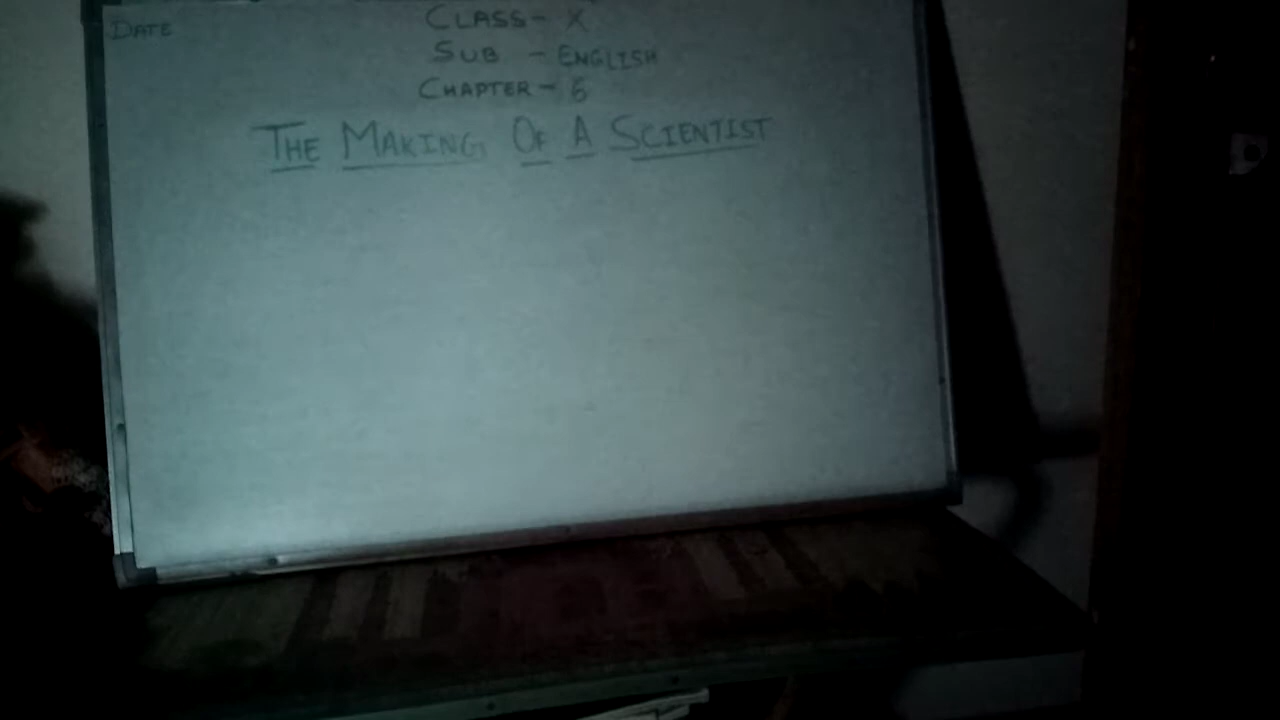 DATE
CLASS- X
SUB - ENGLISH
CHAPTER- 6
THE MAKING OF A SCIENTIST